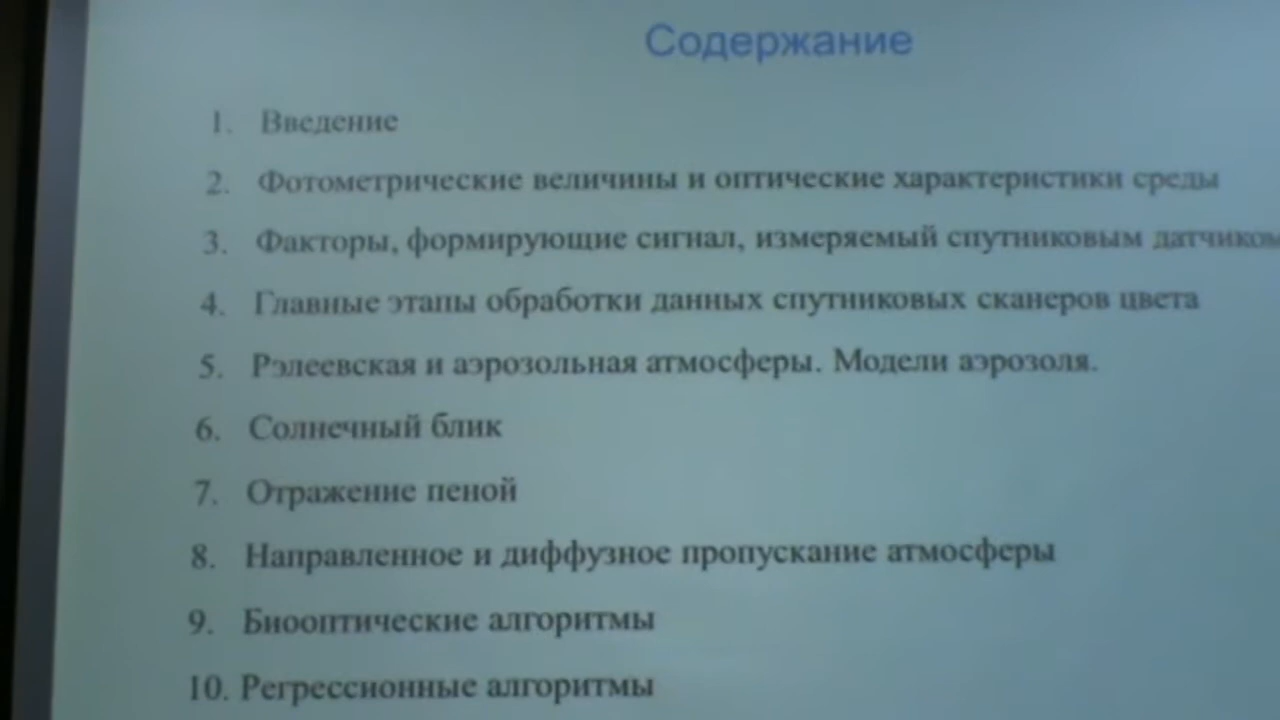 Содержание
1. Введение
2. Фотометрические величины и оптические характеристики среды
3. Факторы, формирующие сигнал, измеряемый спутниковым
4. Главные этапы обработки данных спутниковых сканеров цвета
5. Рэлеевская и аэрозольная атмосферы. Модели аэрозоля.
6. Солнечный блик
7. Отражение пеной
8. Направленное и диффузное пропускание атмосферы
9. Биооптические алгоритмы
10. Регрессионные алгоритмы